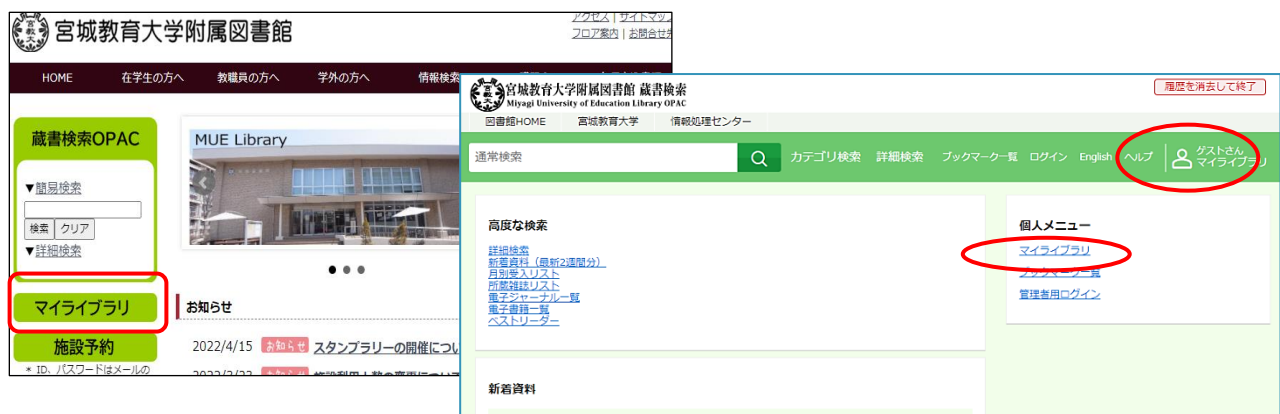 宮城教育大学附属図書館
アクセス | サイトマップ
フロア案内 | お問合せ先
HOME 在学生の方へ 教職員の方へ 学外の方へ 情報検索
蔵書検索OPAC
▼簡易検索
検索 クリア
▼詳細検索
マイライブラリ
施設予約
* ID、パスワードはメールの
MUE Library
お知らせ
2022/4/15 お知らせ スタンプラリーの開催につい
宮城教育大学附属図書館 蔵書検索
Miyagi University of Education Library OPAC
履歴を消去して終了
図書館HOME 宮城教育大学 情報処理センター
通常検索
カテゴリ検索 詳細検索 ブックマーク一覧 ログイン English ヘルプ
ゲストさん
マイライブラリ
高度な検索
詳細検索
新着資料（最新2週間分）
月別受入リスト
所蔵雑誌リスト
電子ジャーナル一覧
電子書籍一覧
ベストリーダー
個人メニュー
マイライブラリ
ブックマーク一覧
管理者用ログイン
新着資料